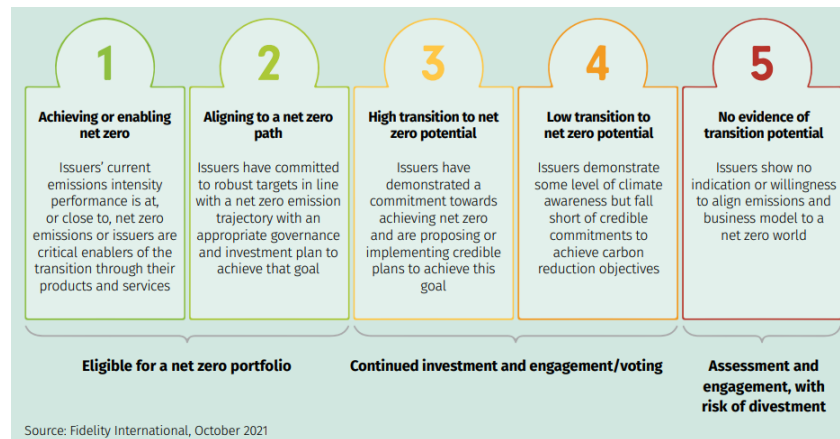 1
Achieving or enabling
net zero
Issuers' current
emissions intensity
performance is at,
or close to, net zero
emissions or issuers are
critical enablers of the
transition through their
products and services
2
Aligning to a net zero
path
Issuers have committed
to robust targets in line
with a net zero emission
trajectory with an
appropriate governance
and investment plan to
achieve that goal
3
High transition to net
zero potential
Issuers have
demonstrated a
commitment towards
achieving net zero
and are proposing or
implementing credible
plans to achieve this
goal
4
Low transition to
net zero potential
Issuers demonstrate
some level of climate
awareness but fall
short of credible
commitments to
achieve carbon
reduction objectives
5
No evidence of
transition potential
Issuers show no
indication or willingness
to align emissions and
business model to a
net zero world
Eligible for a net zero portfolio
Continued investment and engagement/voting
Assessment and
engagement, with
risk of divestment
Source: Fidelity International, October 2021